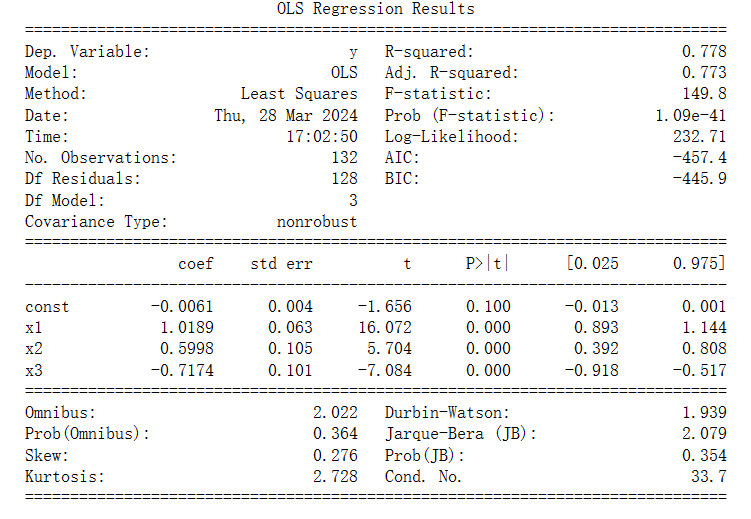 OLS Regression Results
==============================================================================
Dep. Variable: y R-squared: 0.778
Model: OLS Adj. R-squared: 0.773
Method: Least Squares F-statistic: 149.8
Date: Thu, 28 Mar 2024 Prob (F-statistic): 1.09e-41
Time: 17:02:50 Log-Likelihood: 232.71
No. Observations: 132 AIC: -457.4
Df Residuals: 128 BIC: -445.9
Df Model: 3
Covariance Type: nonrobust
==============================================================================
coef std err t P>|t| [0.025 0.975]
------------------------------------------------------------------------------
const -0.0061 0.004 -1.656 0.100 -0.013 0.001
x1 1.0189 0.063 16.072 0.000 0.893 1.144
x2 0.5998 0.105 5.704 0.000 0.392 0.808
x3 -0.7174 0.101 -7.084 0.000 -0.918 -0.517
==============================================================================
Omnibus: 2.022 Durbin-Watson: 1.939
Prob(Omnibus): 0.364 Jarque-Bera (JB): 2.079
Skew: 0.276 Prob(JB): 0.354
Kurtosis: 2.728 Cond. No. 33.7
==============================================================================